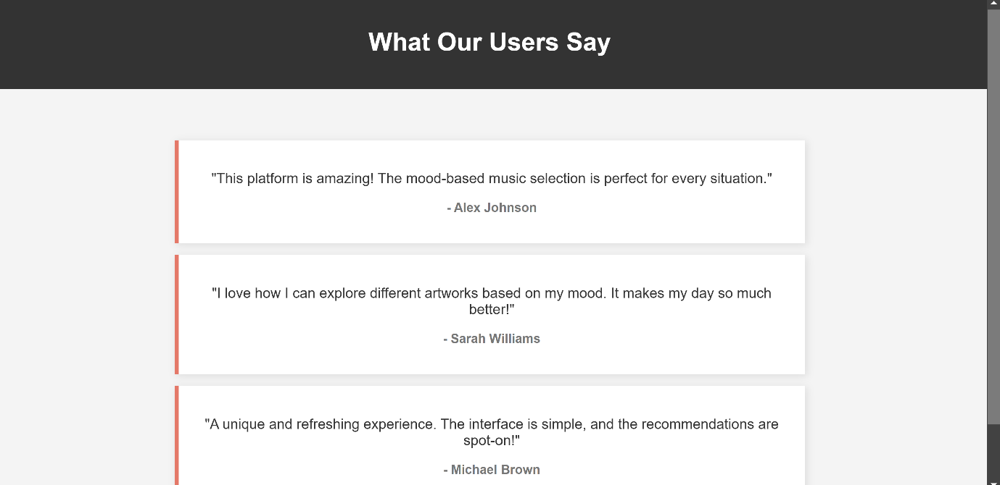 What Our Users Say
"This platform is amazing! The mood-based music selection is perfect for every situation."
- Alex Johnson
"I love how I can explore different artworks based on my mood. It makes my day so much
better!"
- Sarah Williams
"A unique and refreshing experience. The interface is simple, and the recommendations are
spot-on!"
- Michael Brown